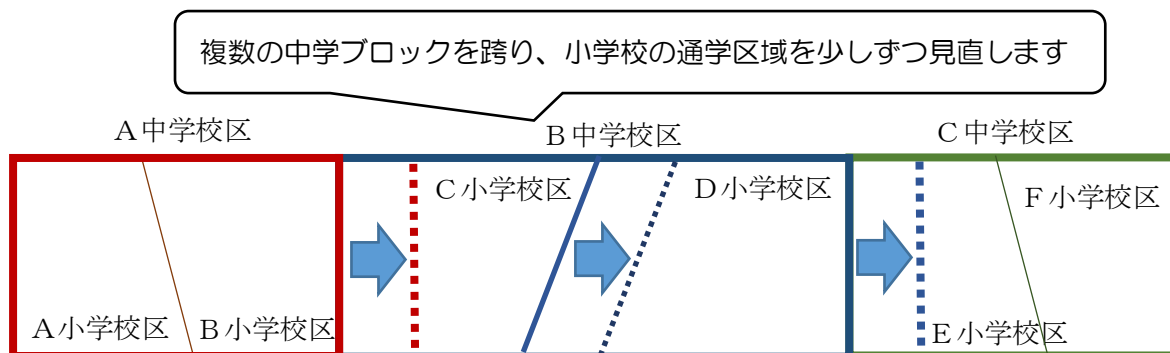 複数の中学ブロックを跨り、小学校の通学区域を少しずつ見直します
A中学校区
B中学校区
C中学校区
C小学校区
D小学校区
F小学校区
A小学校区
B小学校区
E小学校区